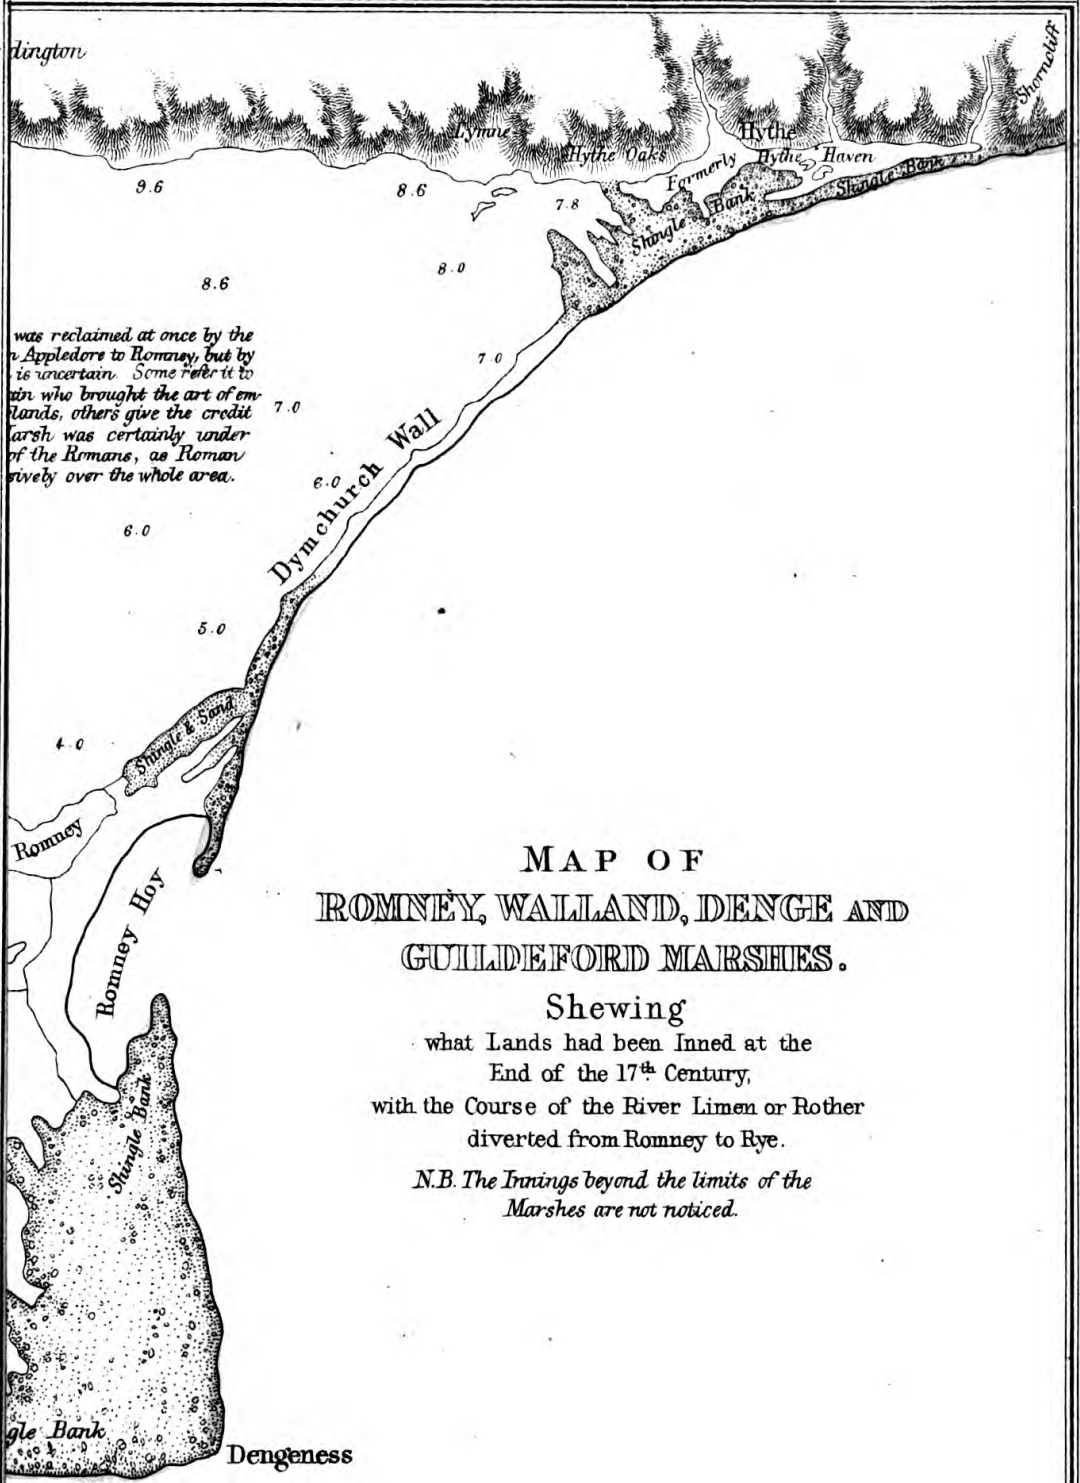 dington
Shorncliff
Lymne
Hythe
Hythe Oaks
Formerly Hythe Haven
Shingle Bank
Shingle Bank
9.6
8.6
7.8
8.0
8.6
was reclaimed at once by the
n Appledore to Romney, but by
is uncertain. Some refer it to
ain who brought the art of em-
lands, others give the credit
arsh was certainly under
of the Romans, as Roman
sively over the whole area.
7.0
7.0
6.0
6.0
Dymchurch Wall
5.0
4.0
Shingle & Sand
Romney
Romney Hoy
Shingle Bank
gle Bank
Dengeness
MAP OF
ROMNEY, WALLAND, DENGE AND
GUILDEFORD MARSHES.
Shewing
what Lands had been Inned at the
End of the 17th Century,
with the Course of the River Limen or Rother
diverted from Romney to Rye.
N.B. The Innings beyond the limits of the
Marshes are not noticed.